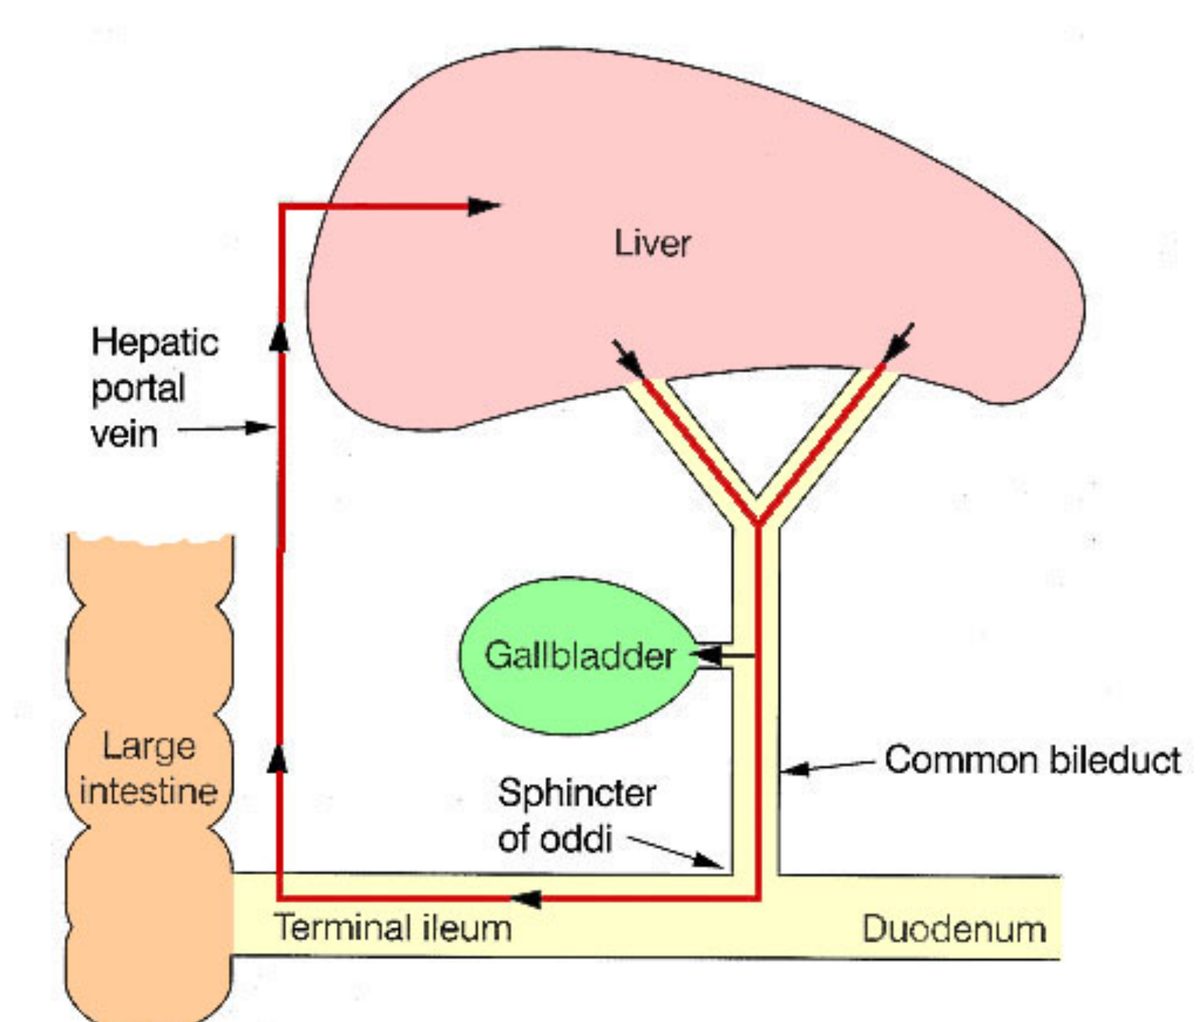 Liver
Hepatic
portal
vein
Gallbladder
Large
intestine
Common bileduct
Sphincter
of oddi
Terminal ileum
Duodenum